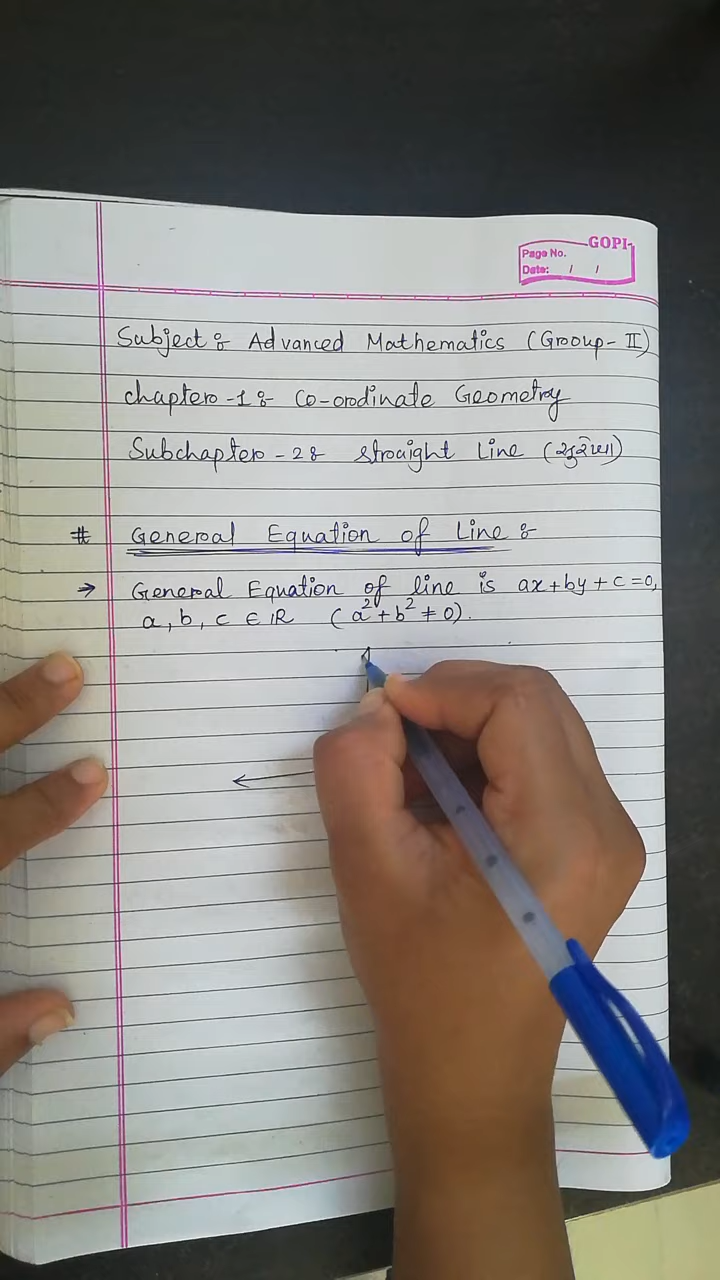 GOPI
Page No.
Date: / /
Subject : Advanced Mathematics (Group-II)
chapter-1 : Co-ordinate Geometry
Subchapter-2 : straight Line (સુરેખા)
# General Equation of Line :
→ General Equation of line is ax+by+c=0,
a, b, c ∈ IR (a²+b² ≠ 0).